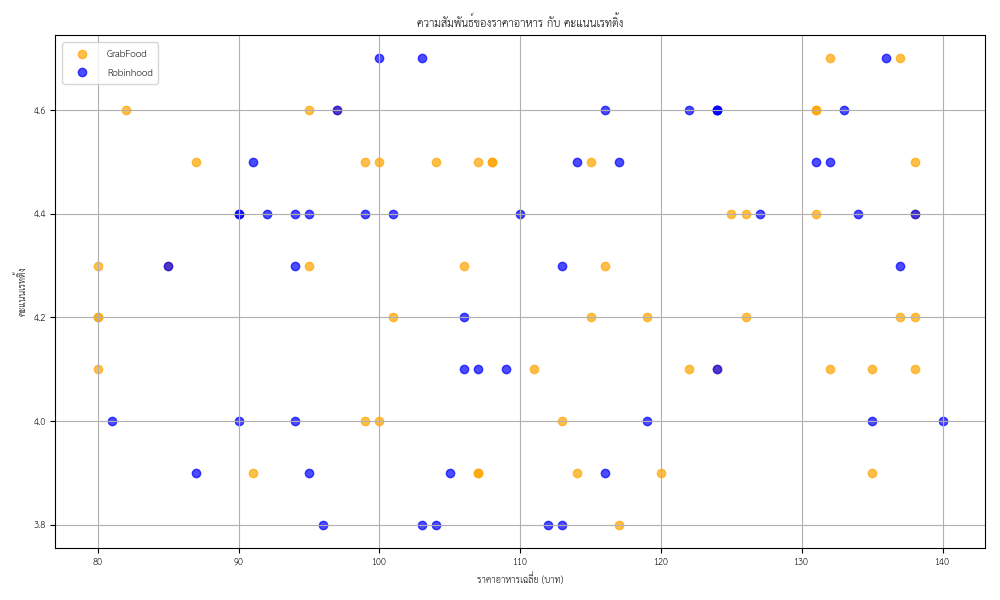 ความสัมพันธ์ของราคาอาหาร กับ คะแนนเรทติ้ง
GrabFood
Robinhood
คะแนนเรทติ้ง
4.6
4.4
4.2
4.0
3.8
80 90 100 110 120 130 140
ราคาอาหารเฉลี่ย (บาท)